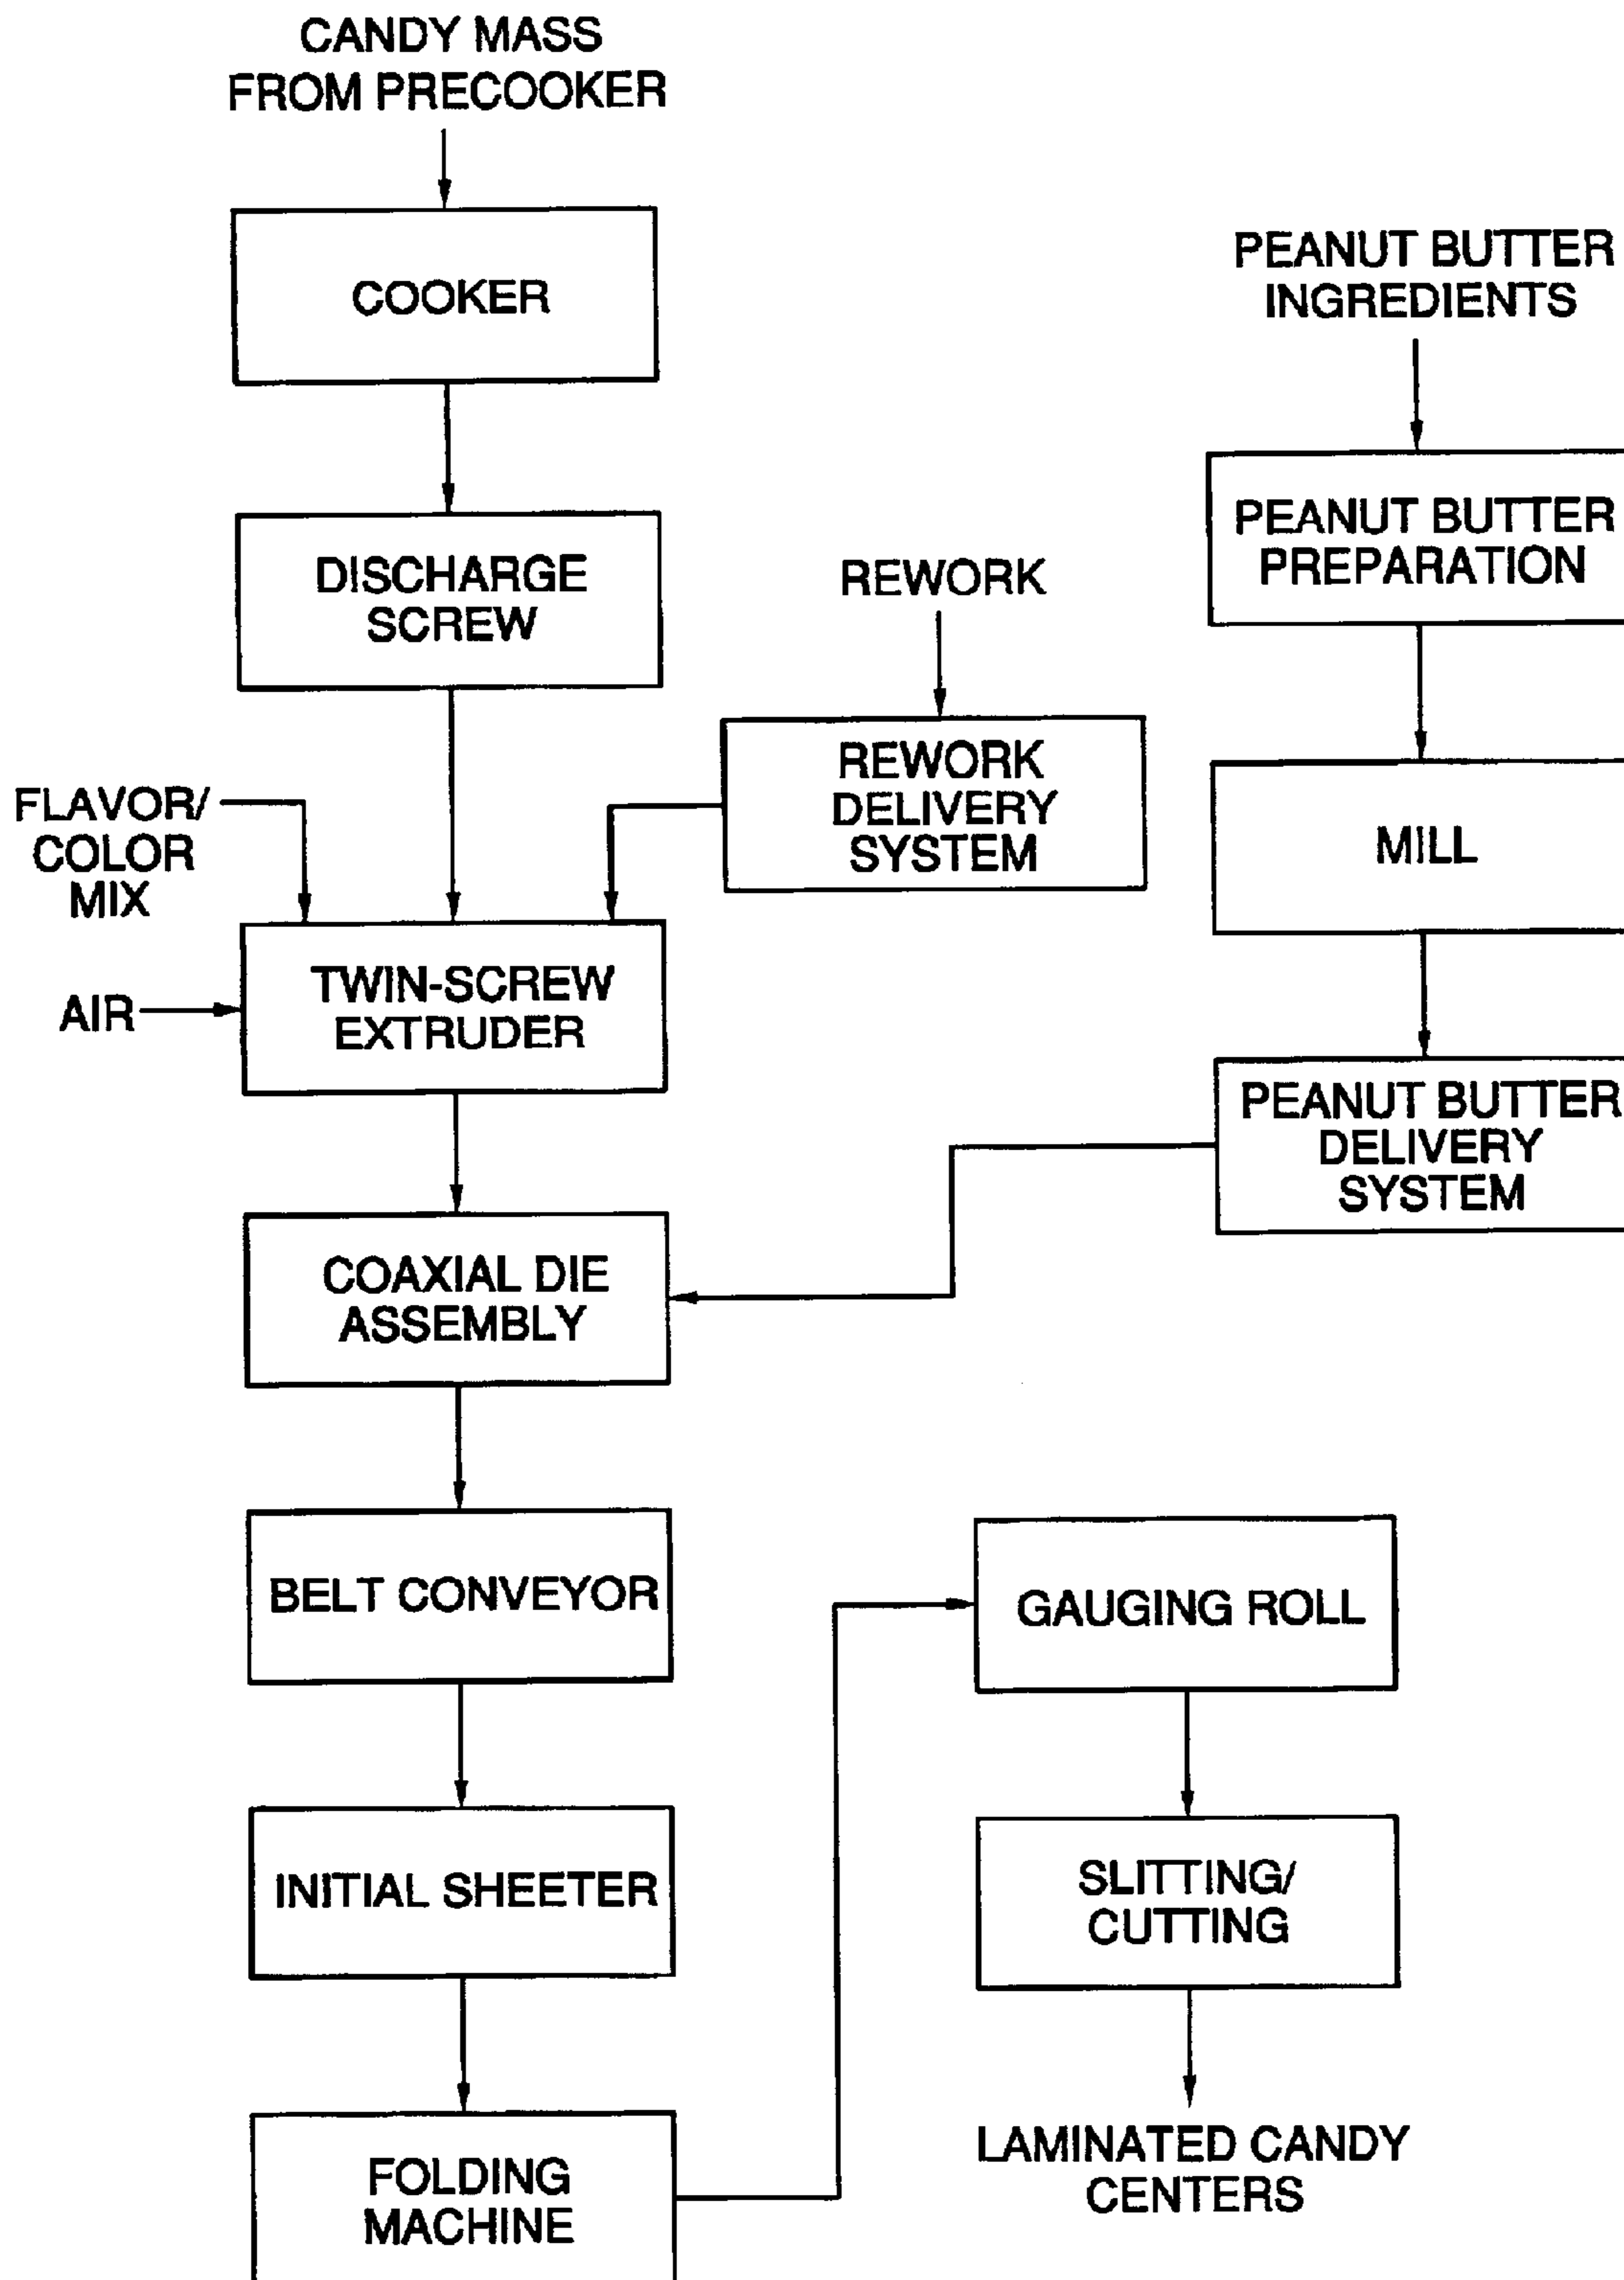 CANDY MASS
FROM PRECOOKER
COOKER
PEANUT BUTTER
INGREDIENTS
DISCHARGE
SCREW
REWORK
PEANUT BUTTER
PREPARATION
FLAVOR/
COLOR
MIX
REWORK
DELIVERY
SYSTEM
MILL
AIR
TWIN-SCREW
EXTRUDER
PEANUT BUTTER
DELIVERY
SYSTEM
COAXIAL DIE
ASSEMBLY
BELT CONVEYOR
GAUGING ROLL
INITIAL SHEETER
SLITTING/
CUTTING
FOLDING
MACHINE
LAMINATED CANDY
CENTERS